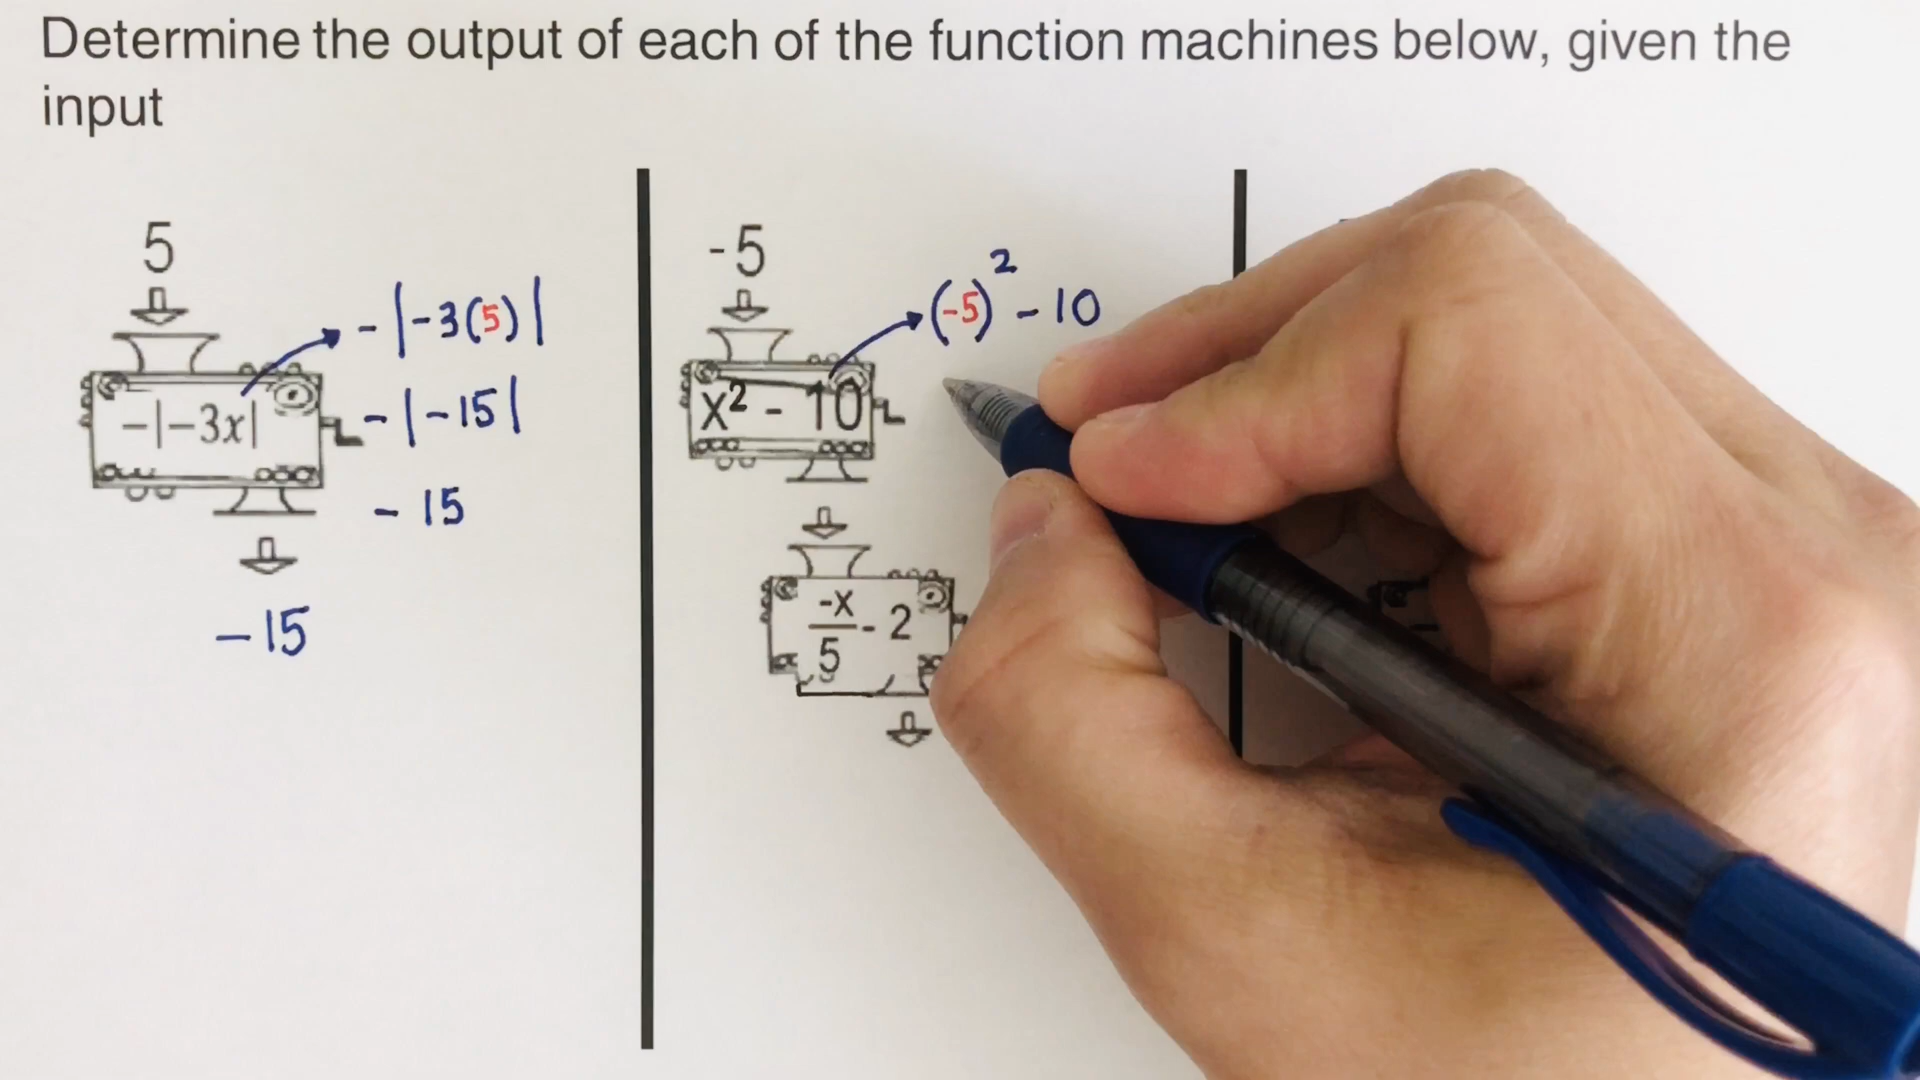 Determine the output of each of the function machines below, given the
input
5
-|-3x|
-|-3(5)|
-|-15|
- 15
-15
-5
x² - 10
(-5)² - 10
-x/5 - 2